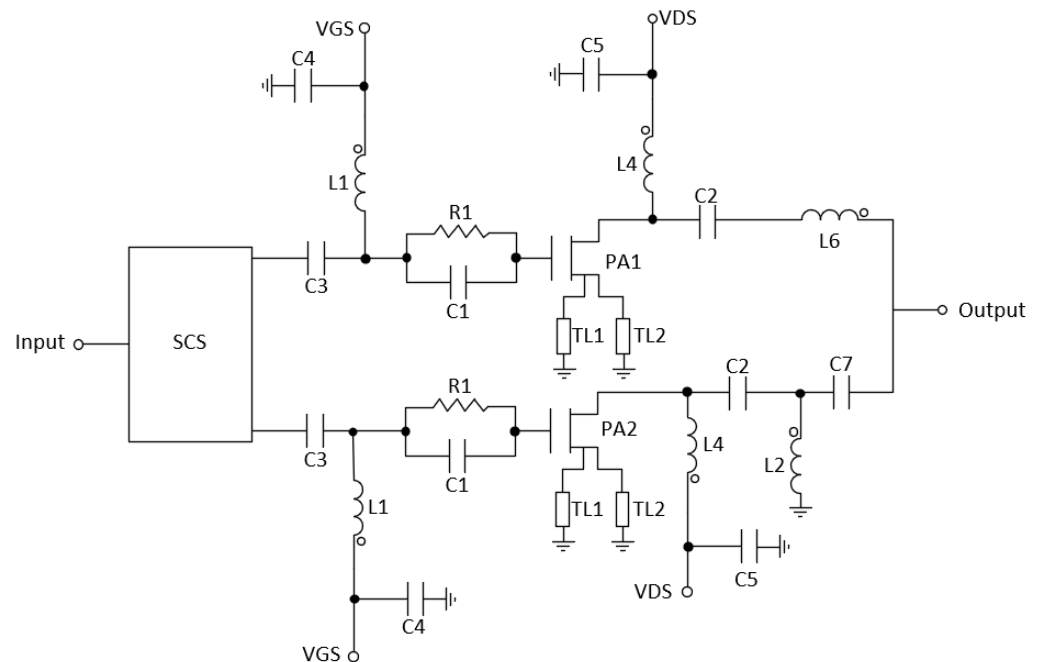 VGS
VDS
C4
C5
L1
L4
C2
R1
L6
C3
C1
PA1
TL1
TL2
Input
SCS
Output
C2
C7
R1
C3
C1
PA2
L4
L2
L1
TL1
TL2
C5
VDS
C4
VGS